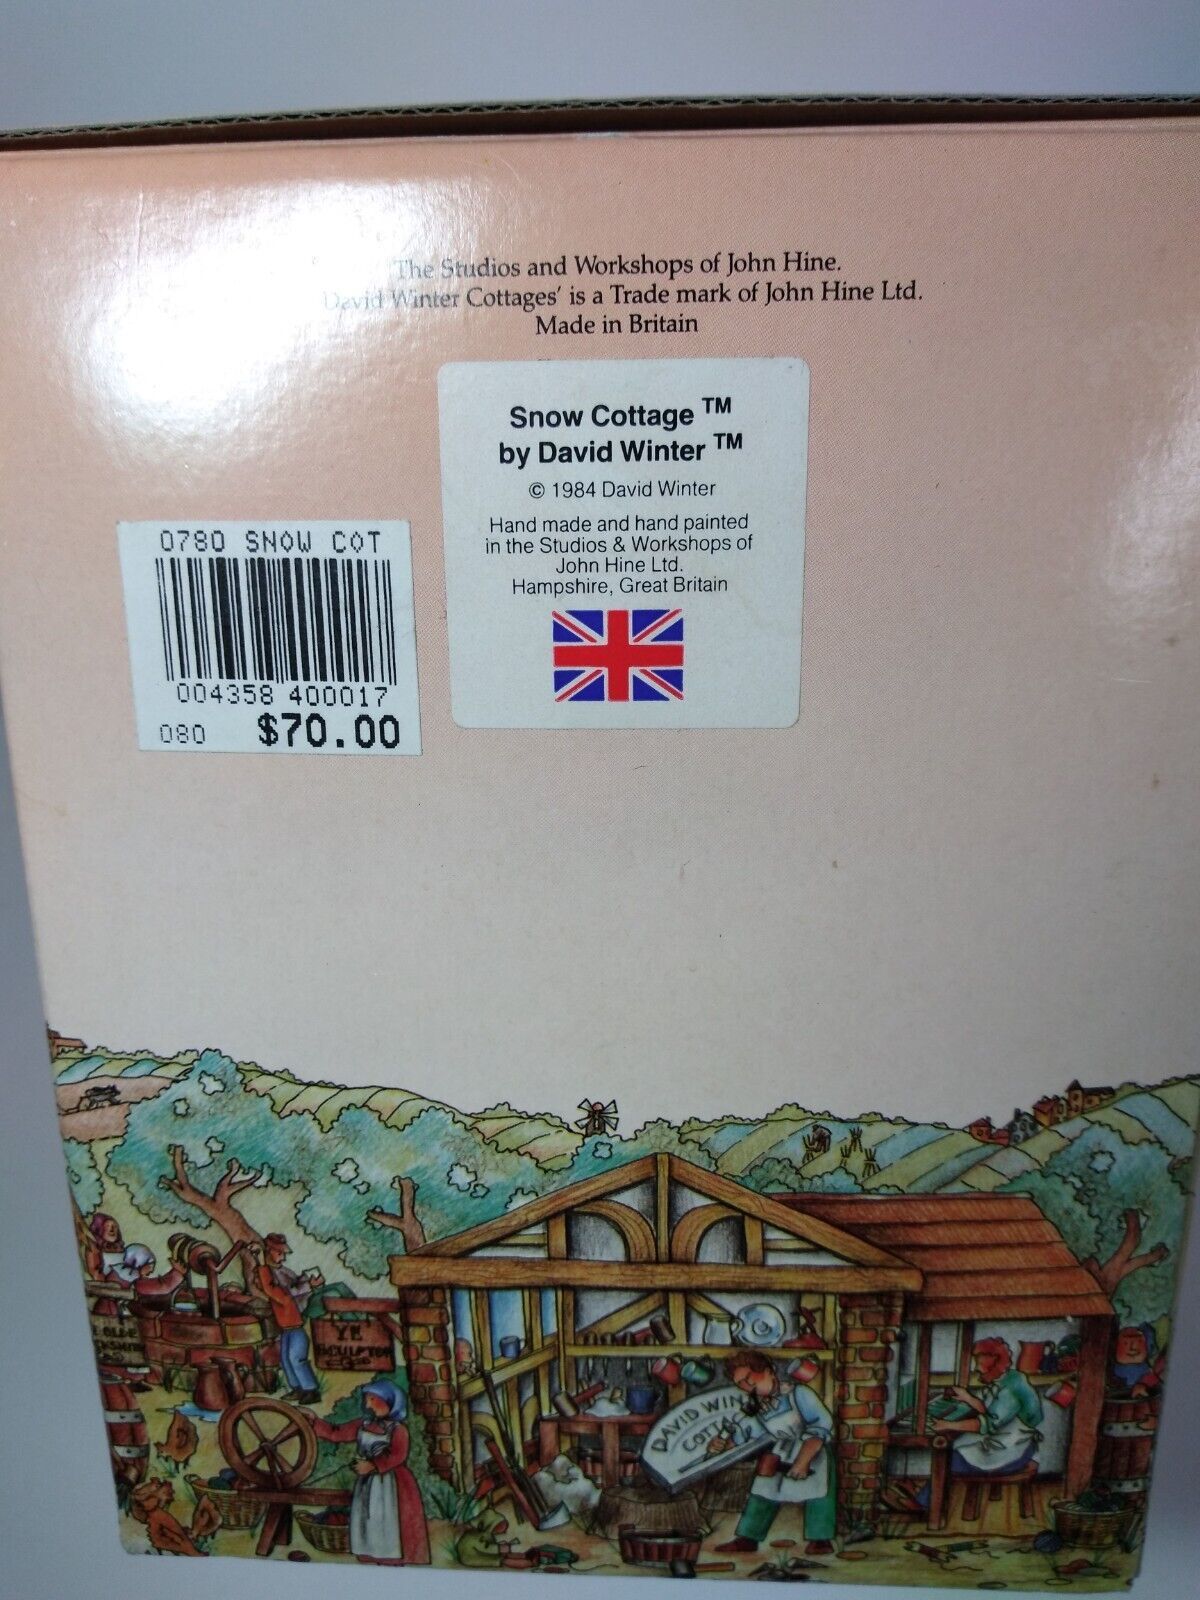 The Studios and Workshops of John Hine.
David Winter Cottages' is a Trade mark of John Hine Ltd.
Made in Britain
Snow Cottage ™
by David Winter ™
© 1984 David Winter
Hand made and hand painted
in the Studios & Workshops of
John Hine Ltd.
Hampshire, Great Britain
0780 SNOW COT
004358 400017
080 $70.00
YE
SCULPTOR
DAVID WIN
COTTA